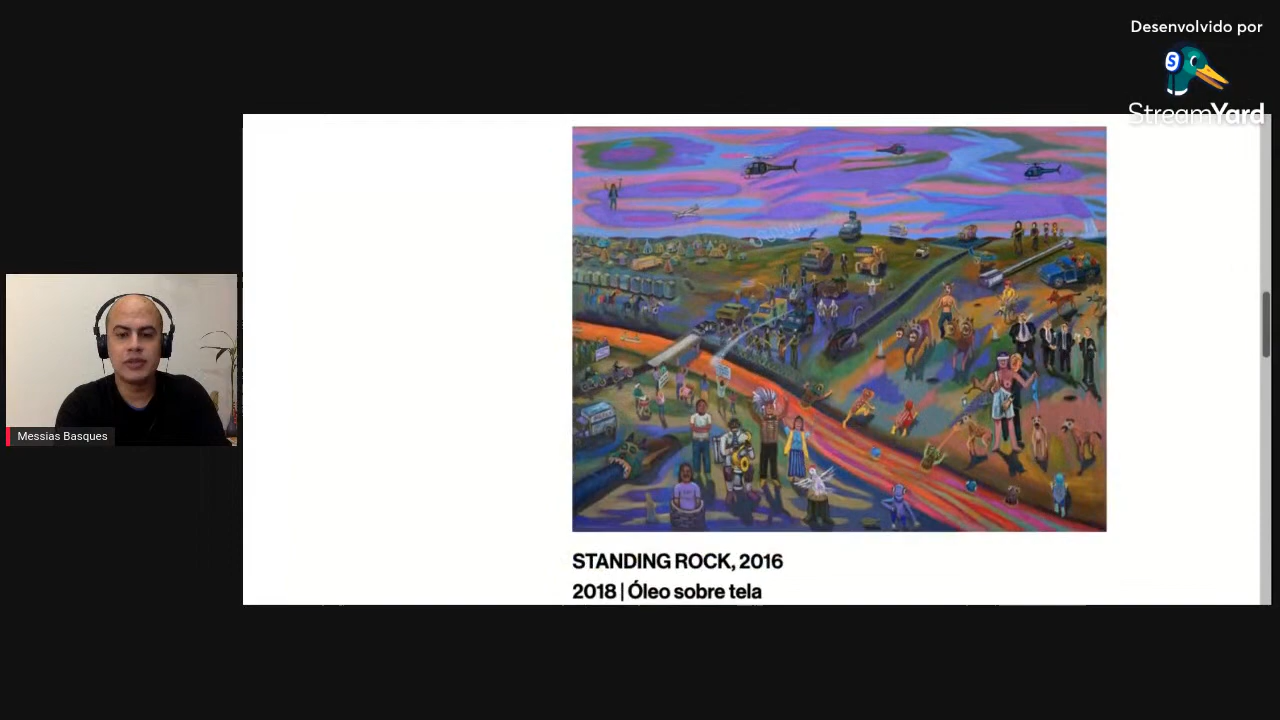 Desenvolvido por
S
StreamYard
STANDING ROCK, 2016
2018 | Óleo sobre tela
Messias Basques